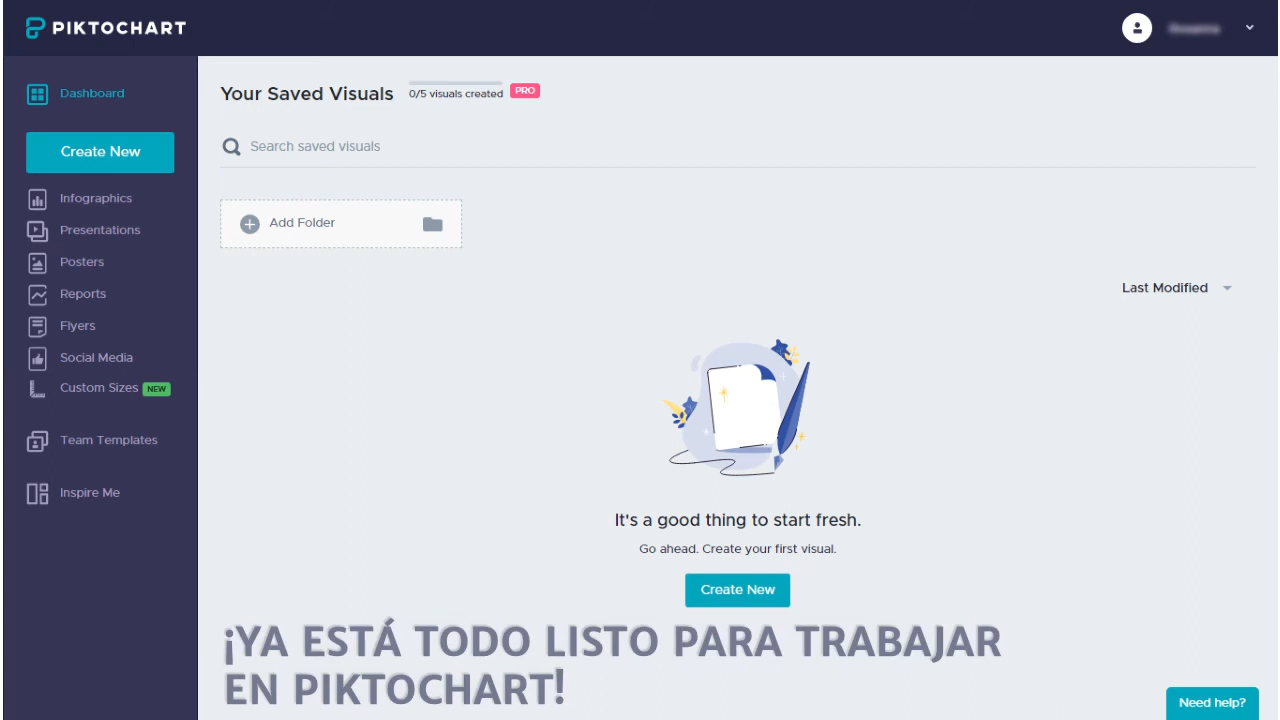 PIKTOCHART
Dashboard
Create New
Infographics
Presentations
Posters
Reports
Flyers
Social Media
Custom Sizes NEW
Team Templates
Inspire Me
Your Saved Visuals 0/5 visuals created PRO
Search saved visuals
Add Folder
Last Modified
It's a good thing to start fresh.
Go ahead. Create your first visual.
Create New
¡YA ESTÁ TODO LISTO PARA TRABAJAR
EN PIKTOCHART!
Need help?